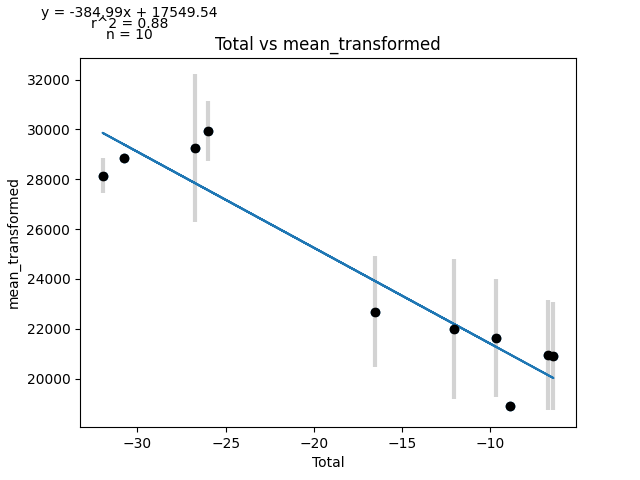 y = -384.99x + 17549.54
r^2 = 0.88
n = 10
Total vs mean_transformed
32000
30000
28000
26000
24000
22000
20000
mean_transformed
−30
−25
−20
−15
−10
Total